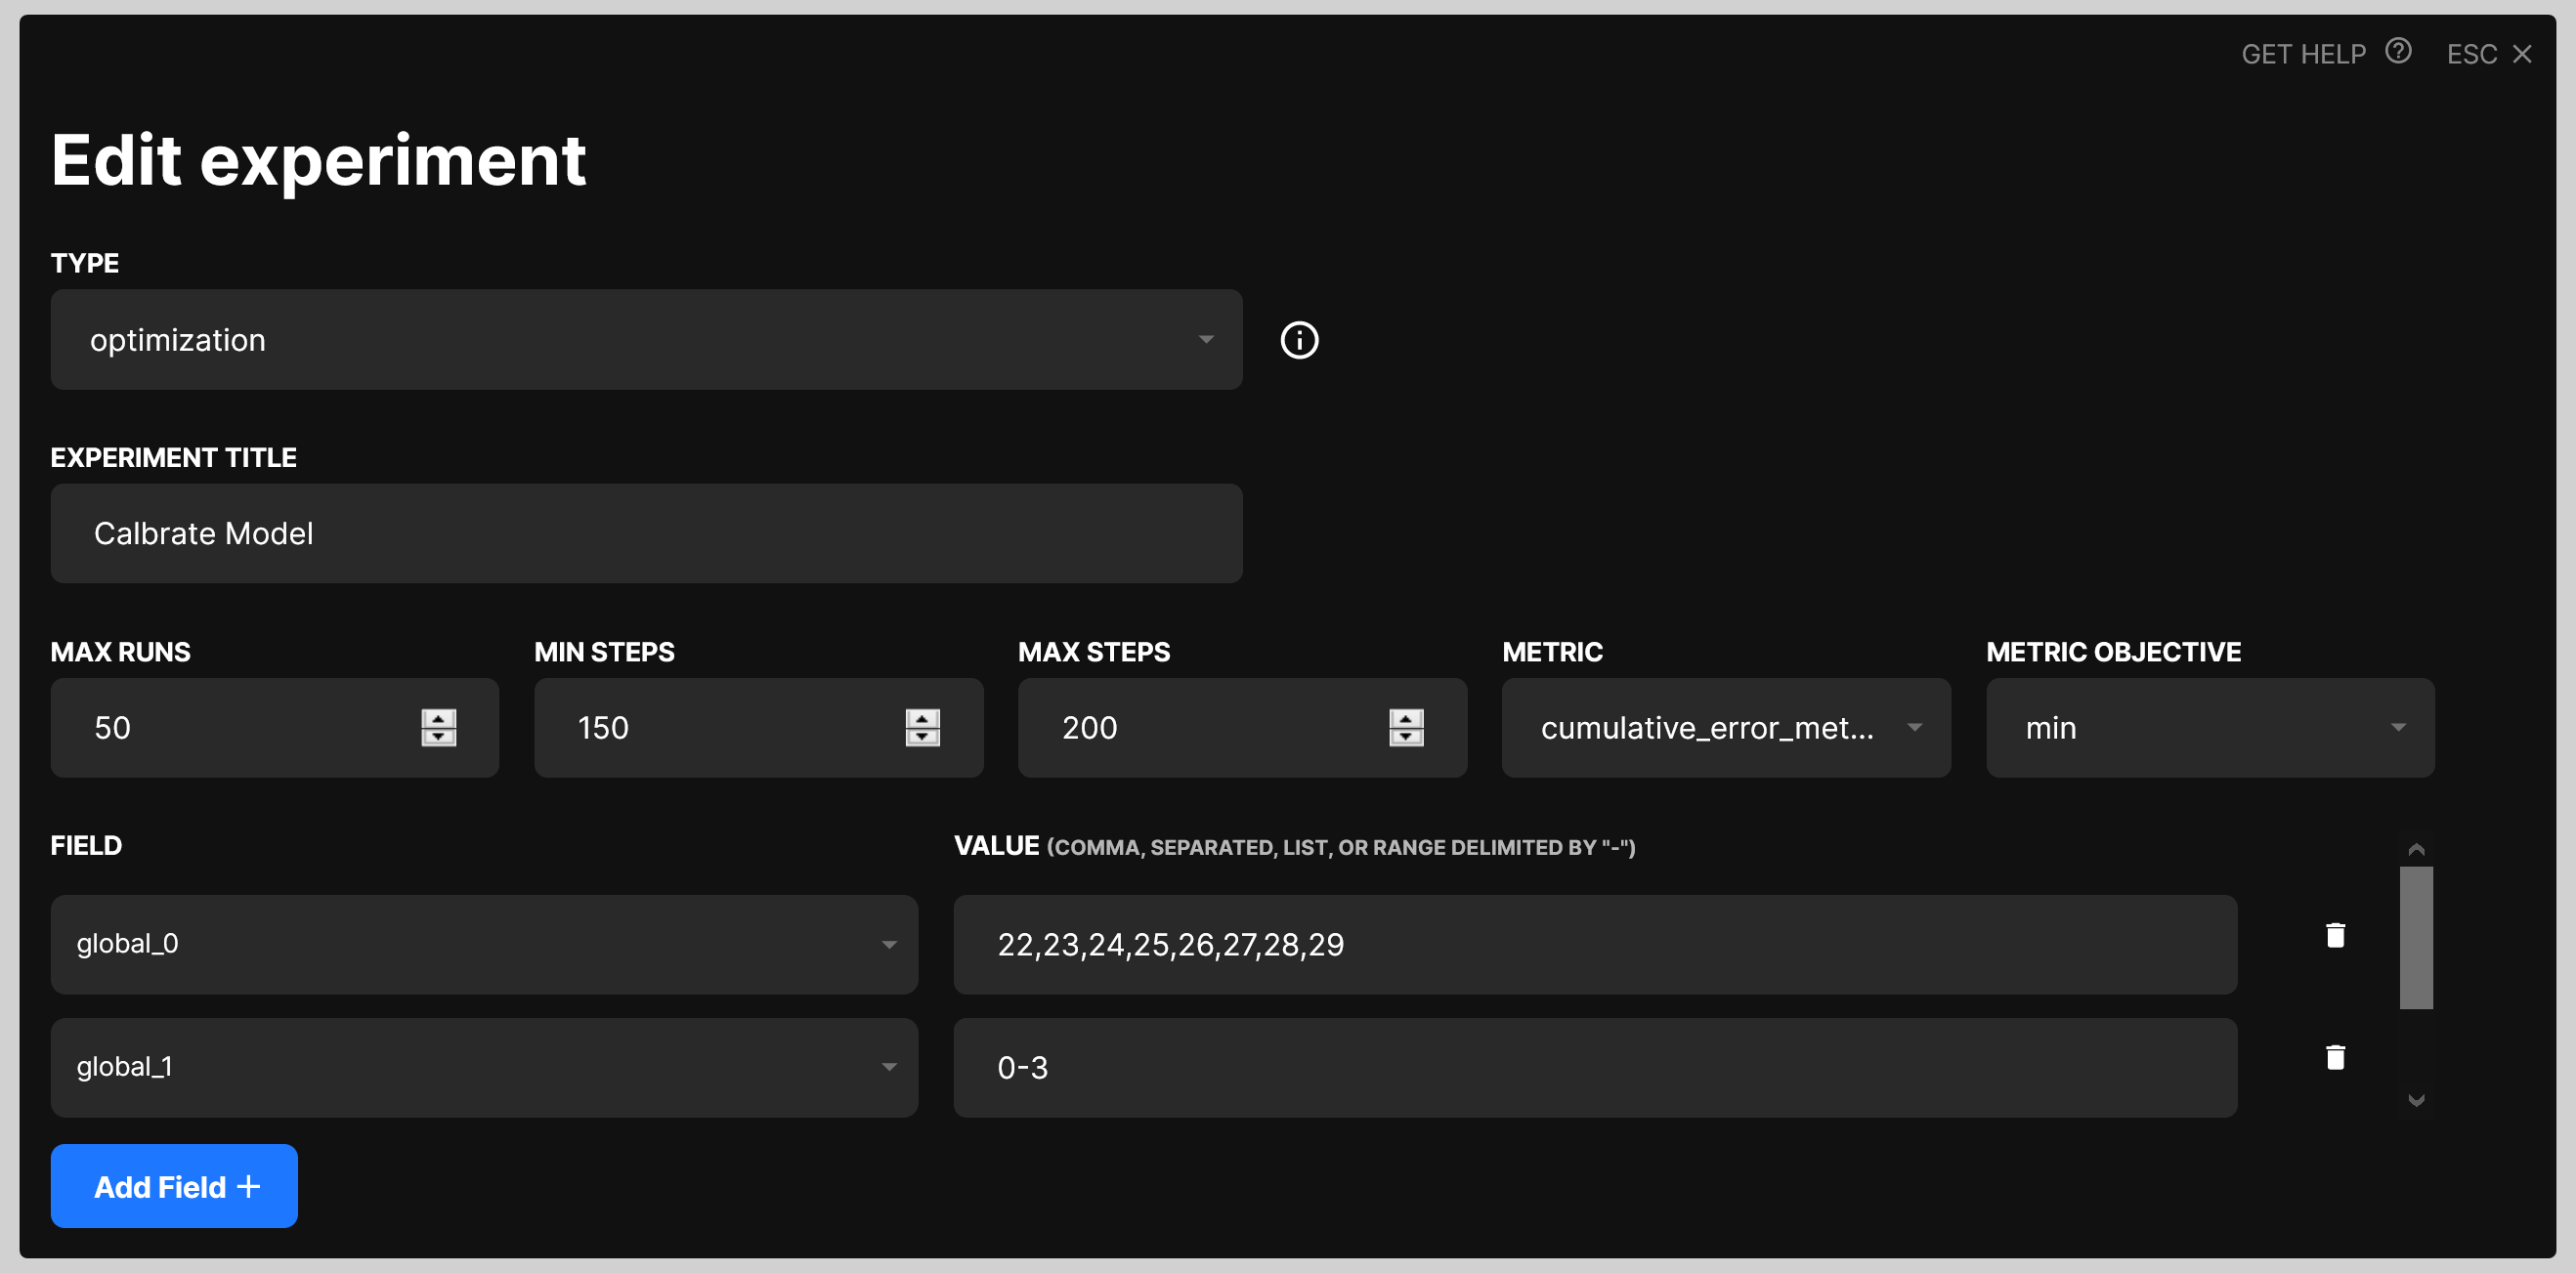 GET HELP ESC
Edit experiment
TYPE
optimization
EXPERIMENT TITLE
Calbrate Model
MAX RUNS MIN STEPS MAX STEPS METRIC METRIC OBJECTIVE
50 150 200 cumulative_error_met... min
FIELD VALUE (COMMA, SEPARATED, LIST, OR RANGE DELIMITED BY "-")
global_0 22,23,24,25,26,27,28,29
global_1 0-3
Add Field +